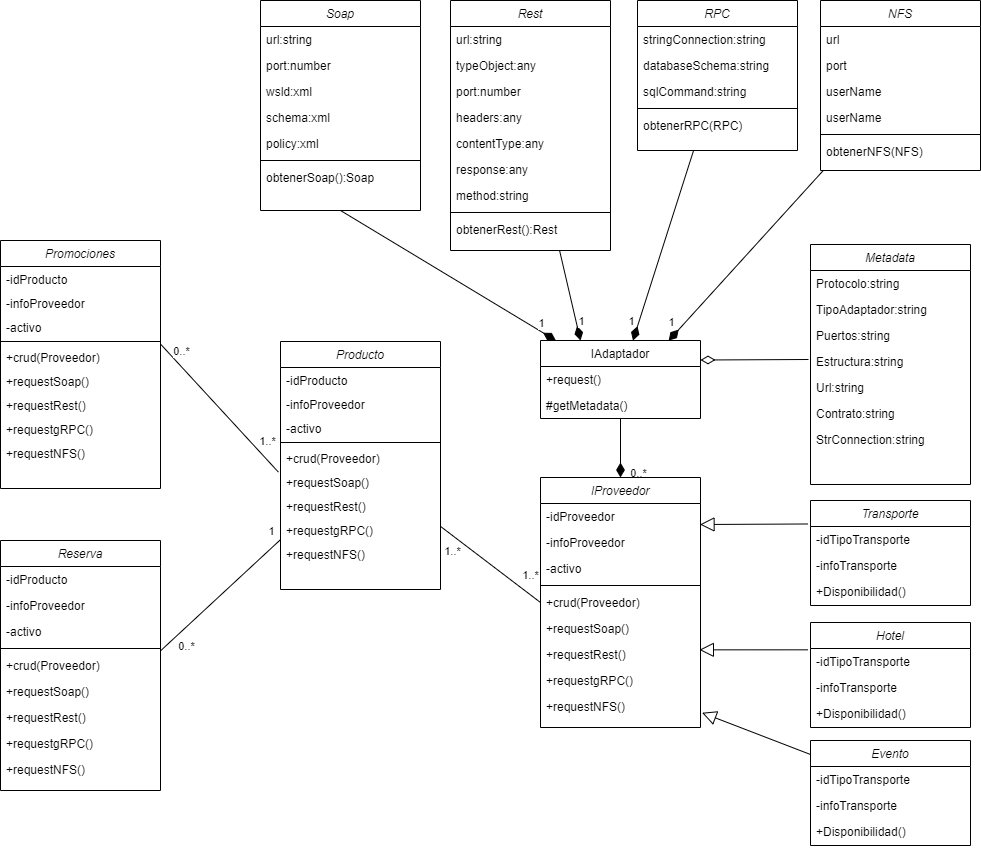 Soap
url:string
port:number
wsld:xml
schema:xml
policy:xml
obtenerSoap():Soap
Rest
url:string
typeObject:any
port:number
headers:any
contentType:any
response:any
method:string
obtenerRest():Rest
RPC
stringConnection:string
databaseSchema:string
sqlCommand:string
obtenerRPC(RPC)
NFS
url
port
userName
userName
obtenerNFS(NFS)
Promociones
-idProducto
-infoProveedor
-activo
+crud(Proveedor)
+requestSoap()
+requestRest()
+requestgRPC()
+requestNFS()
0..*
1..*
Producto
-idProducto
-infoProveedor
-activo
+crud(Proveedor)
+requestSoap()
+requestRest()
+requestgRPC()
+requestNFS()
1
1
1
1
IAdaptador
+request()
#getMetadata()
0..*
Metadata
Protocolo:string
TipoAdaptador:string
Puertos:string
Estructura:string
Url:string
Contrato:string
StrConnection:string
Reserva
-idProducto
-infoProveedor
-activo
+crud(Proveedor)
+requestSoap()
+requestRest()
+requestgRPC()
+requestNFS()
1
0..*
1..*
1..*
IProveedor
-idProveedor
-infoProveedor
-activo
+crud(Proveedor)
+requestSoap()
+requestRest()
+requestgRPC()
+requestNFS()
Transporte
-idTipoTransporte
-infoTransporte
+Disponibilidad()
Hotel
-idTipoTransporte
-infoTransporte
+Disponibilidad()
Evento
-idTipoTransporte
-infoTransporte
+Disponibilidad()